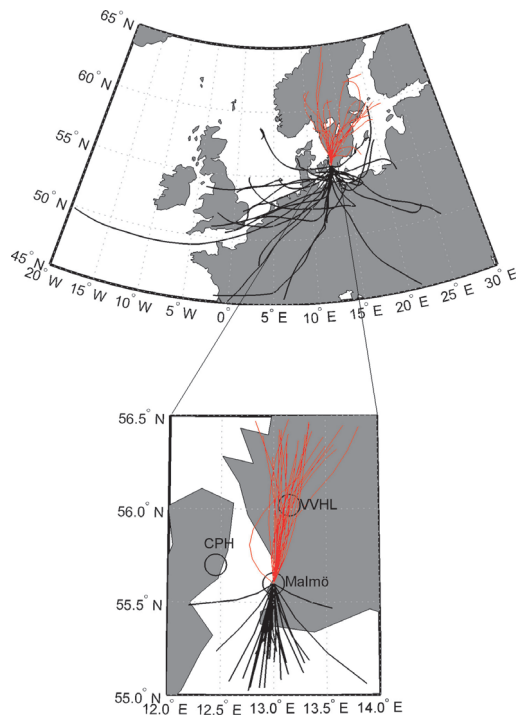 65° N
60° N
55° N
50° N
45° N
20° W
15° W
10° W
5° W
0°
5° E
10° E
15° E
20° E
25° E
30° E
56.5° N
56.0° N
55.5° N
55.0° N
VVHL
CPH
Malmö
12.0° E
12.5° E
13.0° E
13.5° E
14.0° E